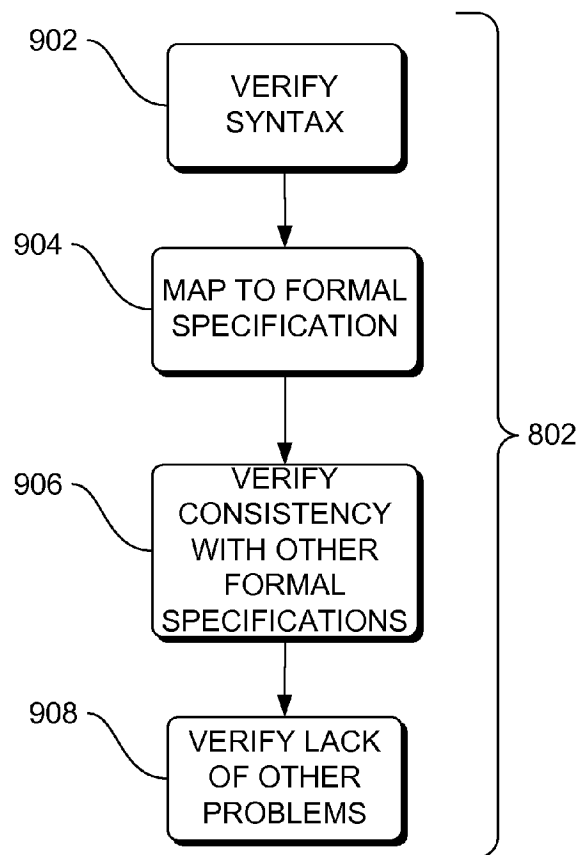 902
VERIFY
SYNTAX
904
MAP TO FORMAL
SPECIFICATION
802
906
VERIFY
CONSISTENCY
WITH OTHER
FORMAL
SPECIFICATIONS
908
VERIFY LACK
OF OTHER
PROBLEMS